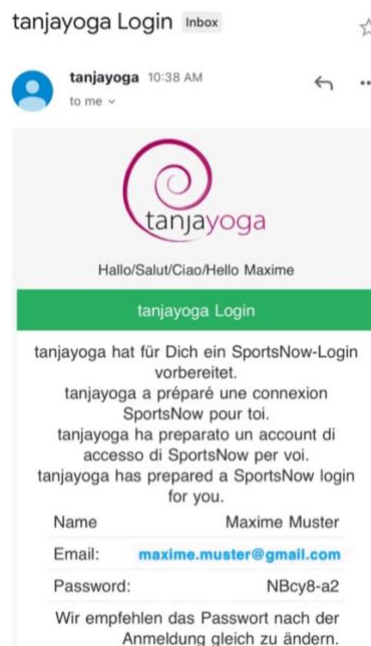 tanjayoga Login Inbox
tanjayoga 10:38 AM
to me
tanjayoga
Hallo/Salut/Ciao/Hello Maxime
tanjayoga Login
tanjayoga hat für Dich ein SportsNow-Login
vorbereitet.
tanjayoga a préparé une connexion
SportsNow pour toi.
tanjayoga ha preparato un account di
accesso di SportsNow per voi.
tanjayoga has prepared a SportsNow login
for you.
Name Maxime Muster
Email: maxime.muster@gmail.com
Password: NBcy8-a2
Wir empfehlen das Passwort nach der
Anmeldung gleich zu ändern.